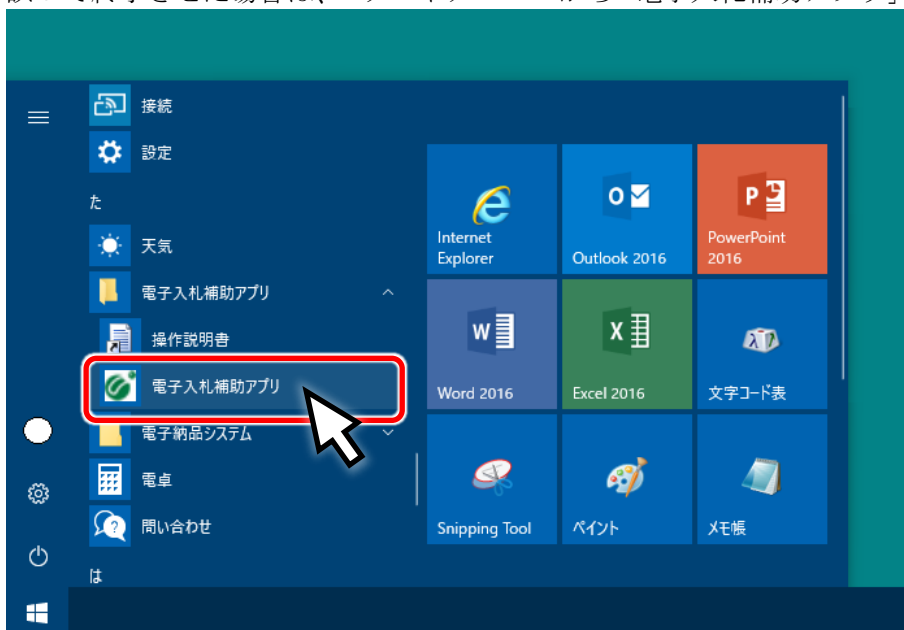 接続
設定
た
天気
電子入札補助アプリ
操作説明書
電子入札補助アプリ
電子納品システム
電卓
問い合わせ
は
Internet Explorer
Outlook 2016
PowerPoint 2016
Word 2016
Excel 2016
文字コード表
Snipping Tool
ペイント
メモ帳